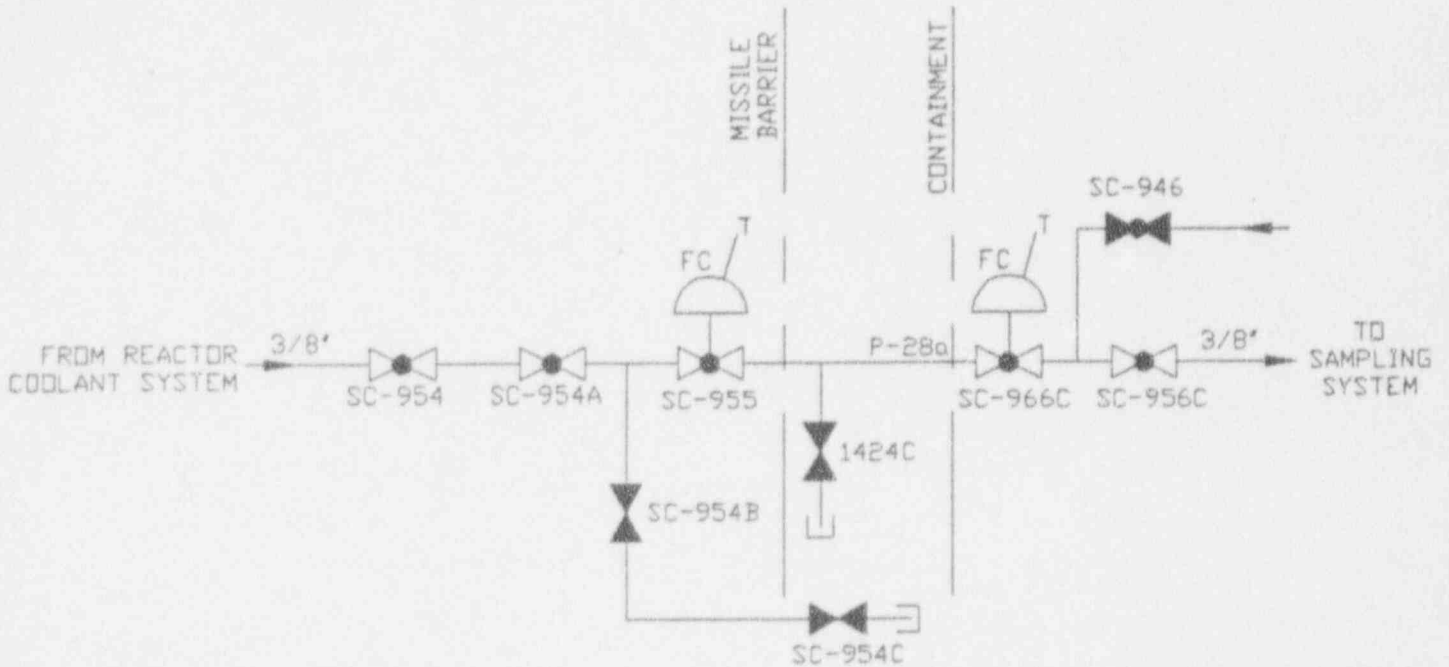 MISSILE
BARRIER
CONTAINMENT
SC-946
T
T
FC
FC
FROM REACTOR
COOLANT SYSTEM
3/8"
P-28a
3/8"
TO
SAMPLING
SYSTEM
SC-954
SC-954A
SC-955
SC-966C
SC-956C
1424C
SC-954B
SC-954C